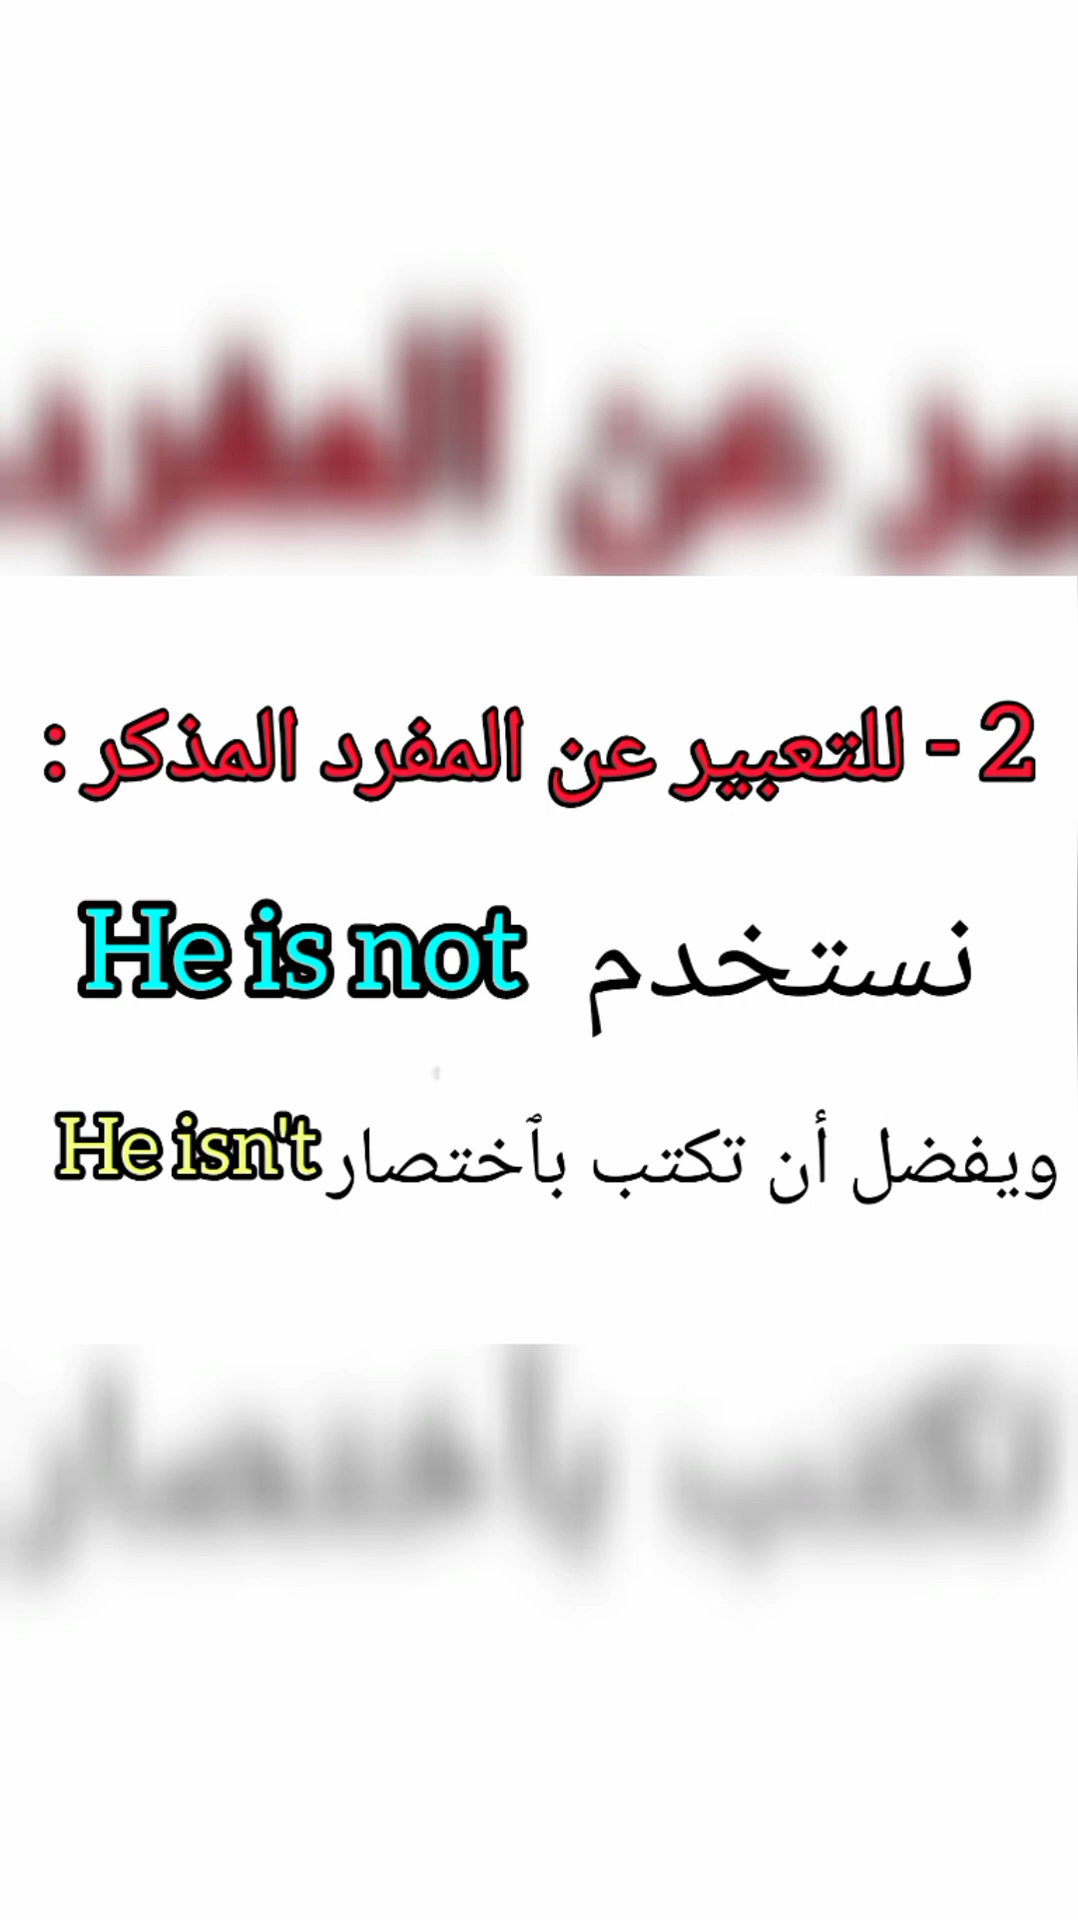 2 - للتعبير عن المفرد المذكر :
نستخدم He is not
ويفضل أن تكتب بٱختصار He isn't